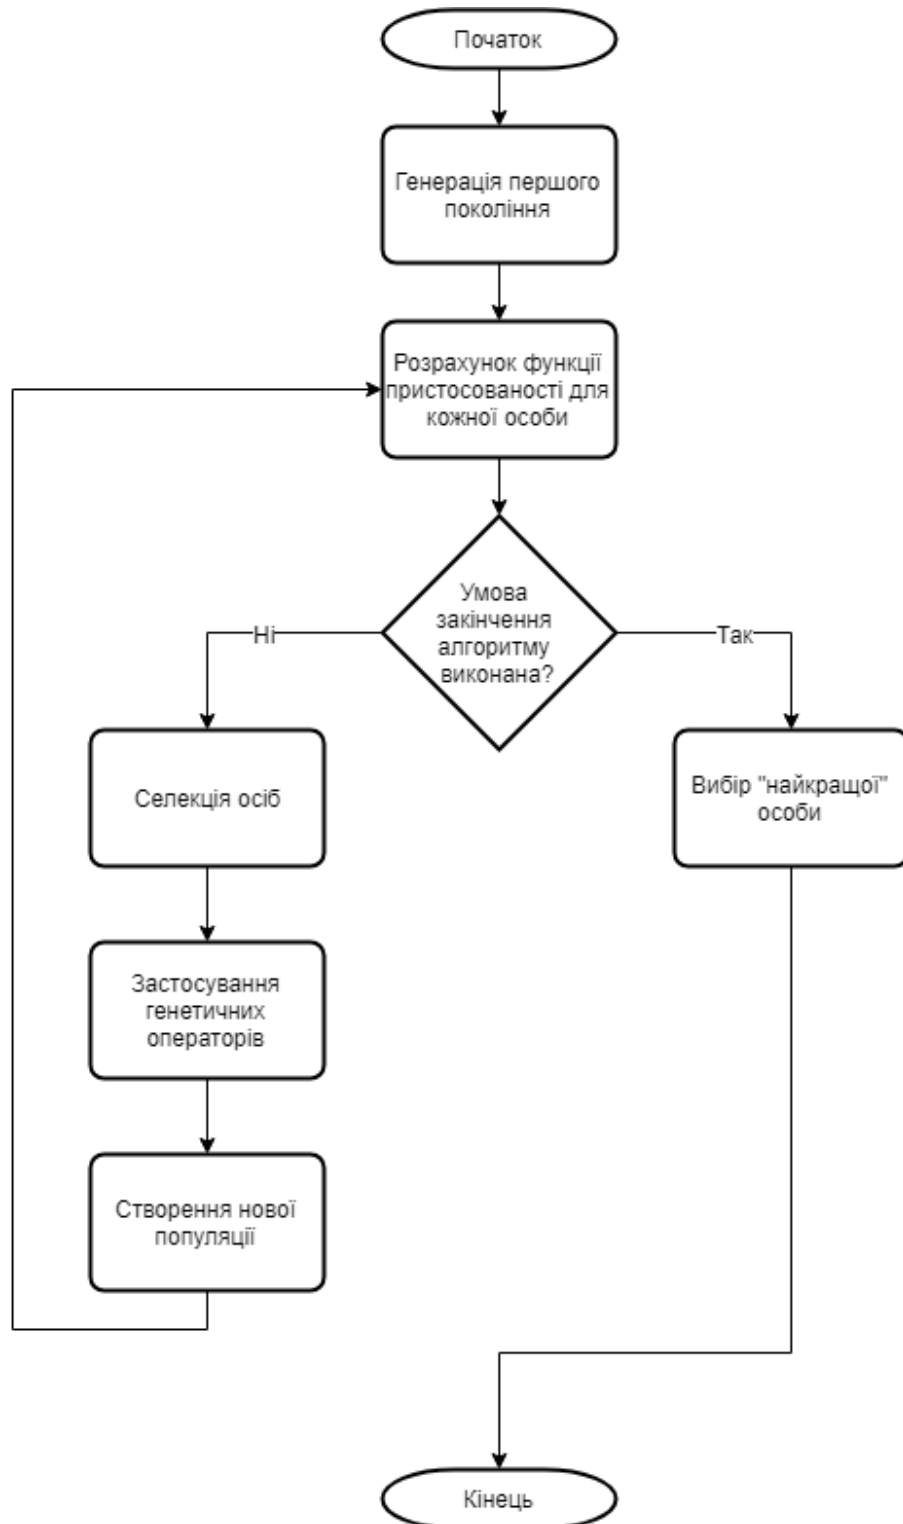 Початок
Генерація першого
покоління
Розрахунок функції
пристосованості для
кожної особи
Умова
закінчення
алгоритму
виконана?
Ні
Так
Селекція осіб
Вибір "найкращої"
особи
Застосування
генетичних
операторів
Створення нової
популяції
Кінець